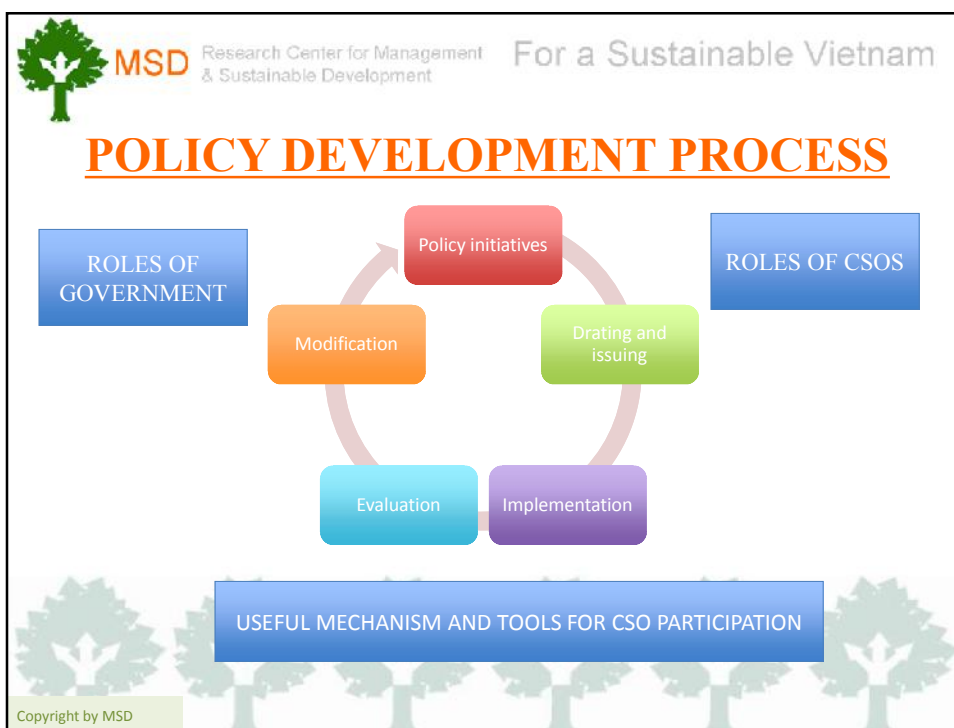 MSD
Research Center for Management
& Sustainable Development
For a Sustainable Vietnam
POLICY DEVELOPMENT PROCESS
ROLES OF
GOVERNMENT
Policy initiatives
ROLES OF CSOS
Modification
Drating and
issuing
Evaluation
Implementation
USEFUL MECHANISM AND TOOLS FOR CSO PARTICIPATION
Copyright by MSD